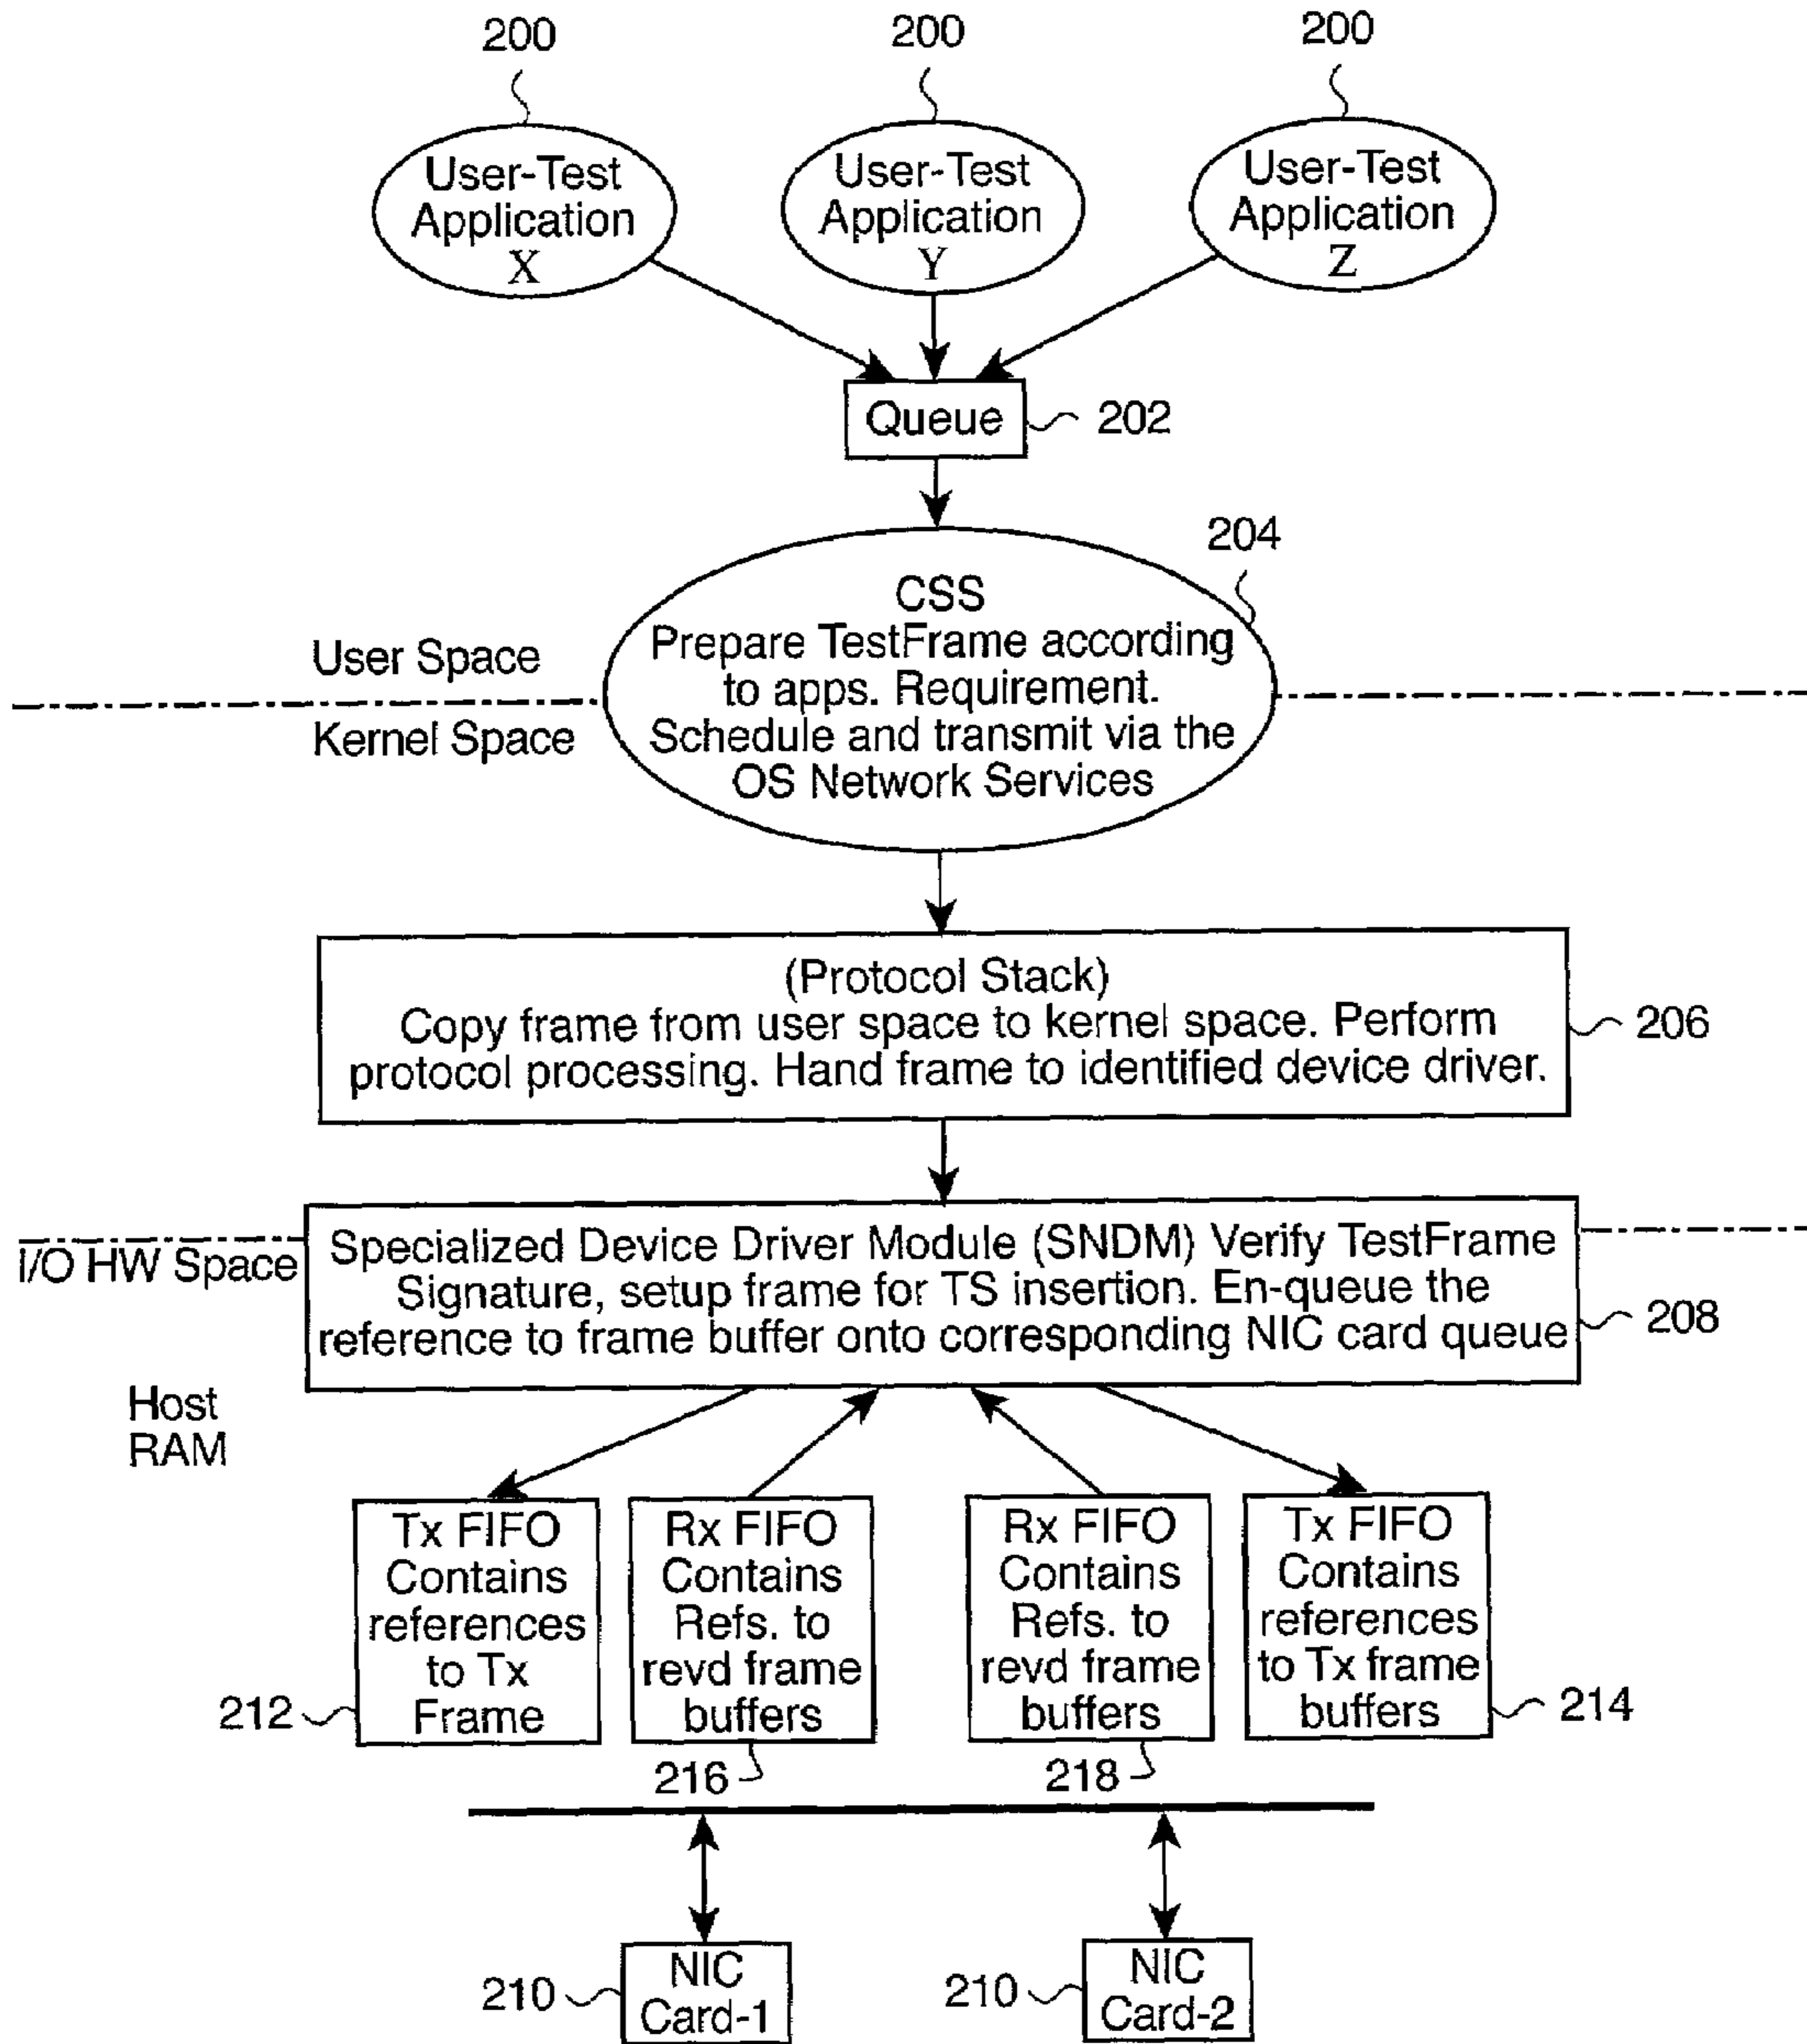 200
200
200
User-Test
Application
X
User-Test
Application
Y
User-Test
Application
Z
Queue
202
204
CSS
Prepare TestFrame according
to apps. Requirement.
Schedule and transmit via the
OS Network Services
User Space
Kernel Space
(Protocol Stack)
Copy frame from user space to kernel space. Perform
protocol processing. Hand frame to identified device driver.
206
I/O HW Space
Specialized Device Driver Module (SNDM) Verify TestFrame
Signature, setup frame for TS insertion. En-queue the
reference to frame buffer onto corresponding NIC card queue
208
Host
RAM
Tx FIFO
Contains
references
to Tx
Frame
212
Rx FIFO
Contains
Refs. to
revd frame
buffers
216
Rx FIFO
Contains
Refs. to
revd frame
buffers
218
Tx FIFO
Contains
references
to Tx frame
buffers
214
210
NIC
Card-1
210
NIC
Card-2